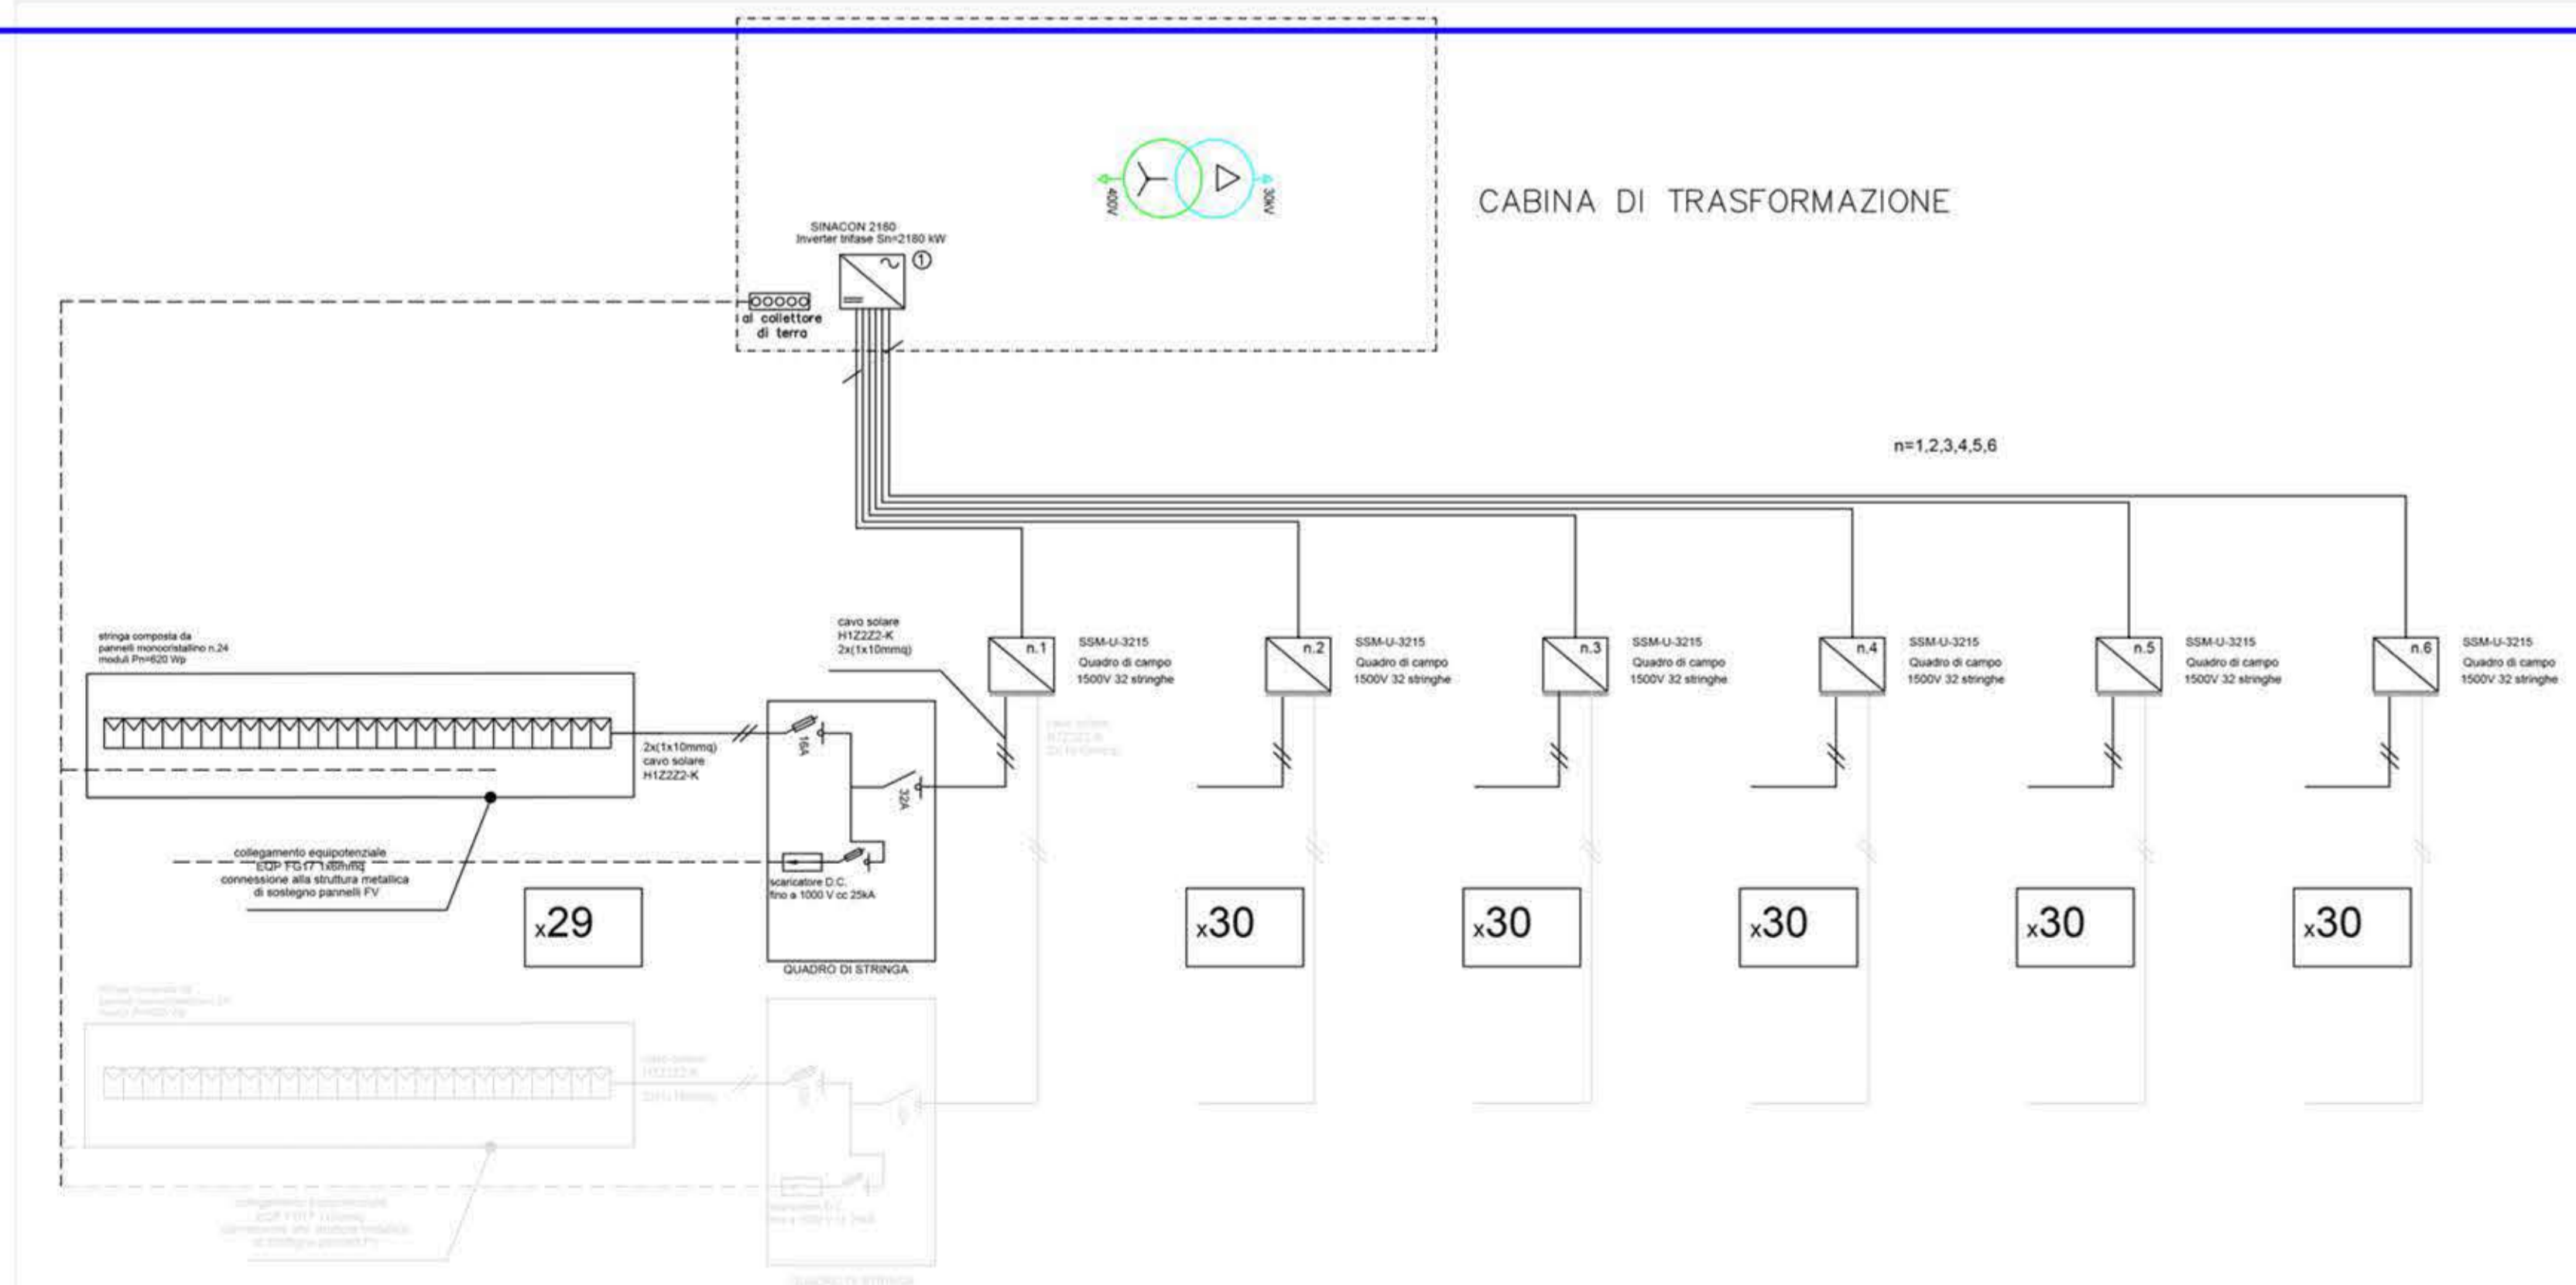 400V
30kV
CABINA DI TRASFORMAZIONE
SINACON 2160
Inverter trifase Sn=2180 kW
1
al collettore
di terra
n=1,2,3,4,5,6
stringa composta da
pannelli monocristallino n.24
moduli Pn=620 Wp
cavo solare
H1Z2Z2-K
2x(1x10mmq)
n.1
SSM-U-3215
Quadro di campo
1500V 32 stringhe
n.2
SSM-U-3215
Quadro di campo
1500V 32 stringhe
n.3
SSM-U-3215
Quadro di campo
1500V 32 stringhe
n.4
SSM-U-3215
Quadro di campo
1500V 32 stringhe
n.5
SSM-U-3215
Quadro di campo
1500V 32 stringhe
n.6
SSM-U-3215
Quadro di campo
1500V 32 stringhe
2x(1x10mmq)
cavo solare
H1Z2Z2-K
16A
32A
collegamento equipotenziale
EQP FG17 1x6mmq
connessione alla struttura metallica
di sostegno pannelli FV
scaricatore D.C.
fino a 1000 V cc 25kA
x29
QUADRO DI STRINGA
x30
x30
x30
x30
x30